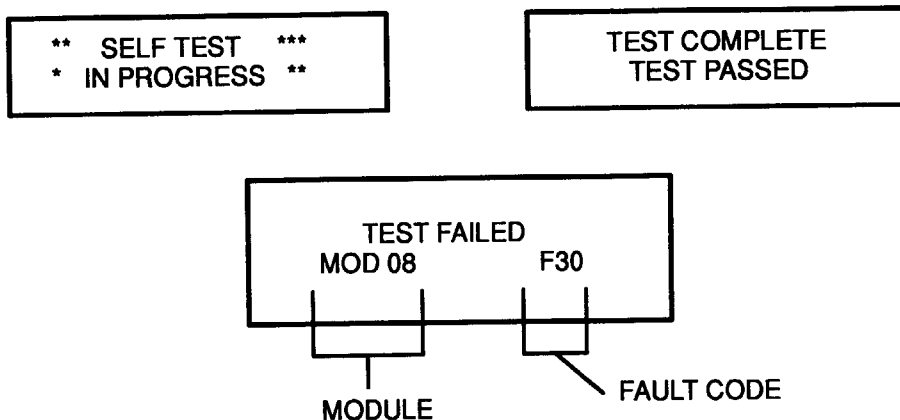 ** SELF TEST ***
* IN PROGRESS **
TEST COMPLETE
TEST PASSED
TEST FAILED
MOD 08 F30
MODULE
FAULT CODE